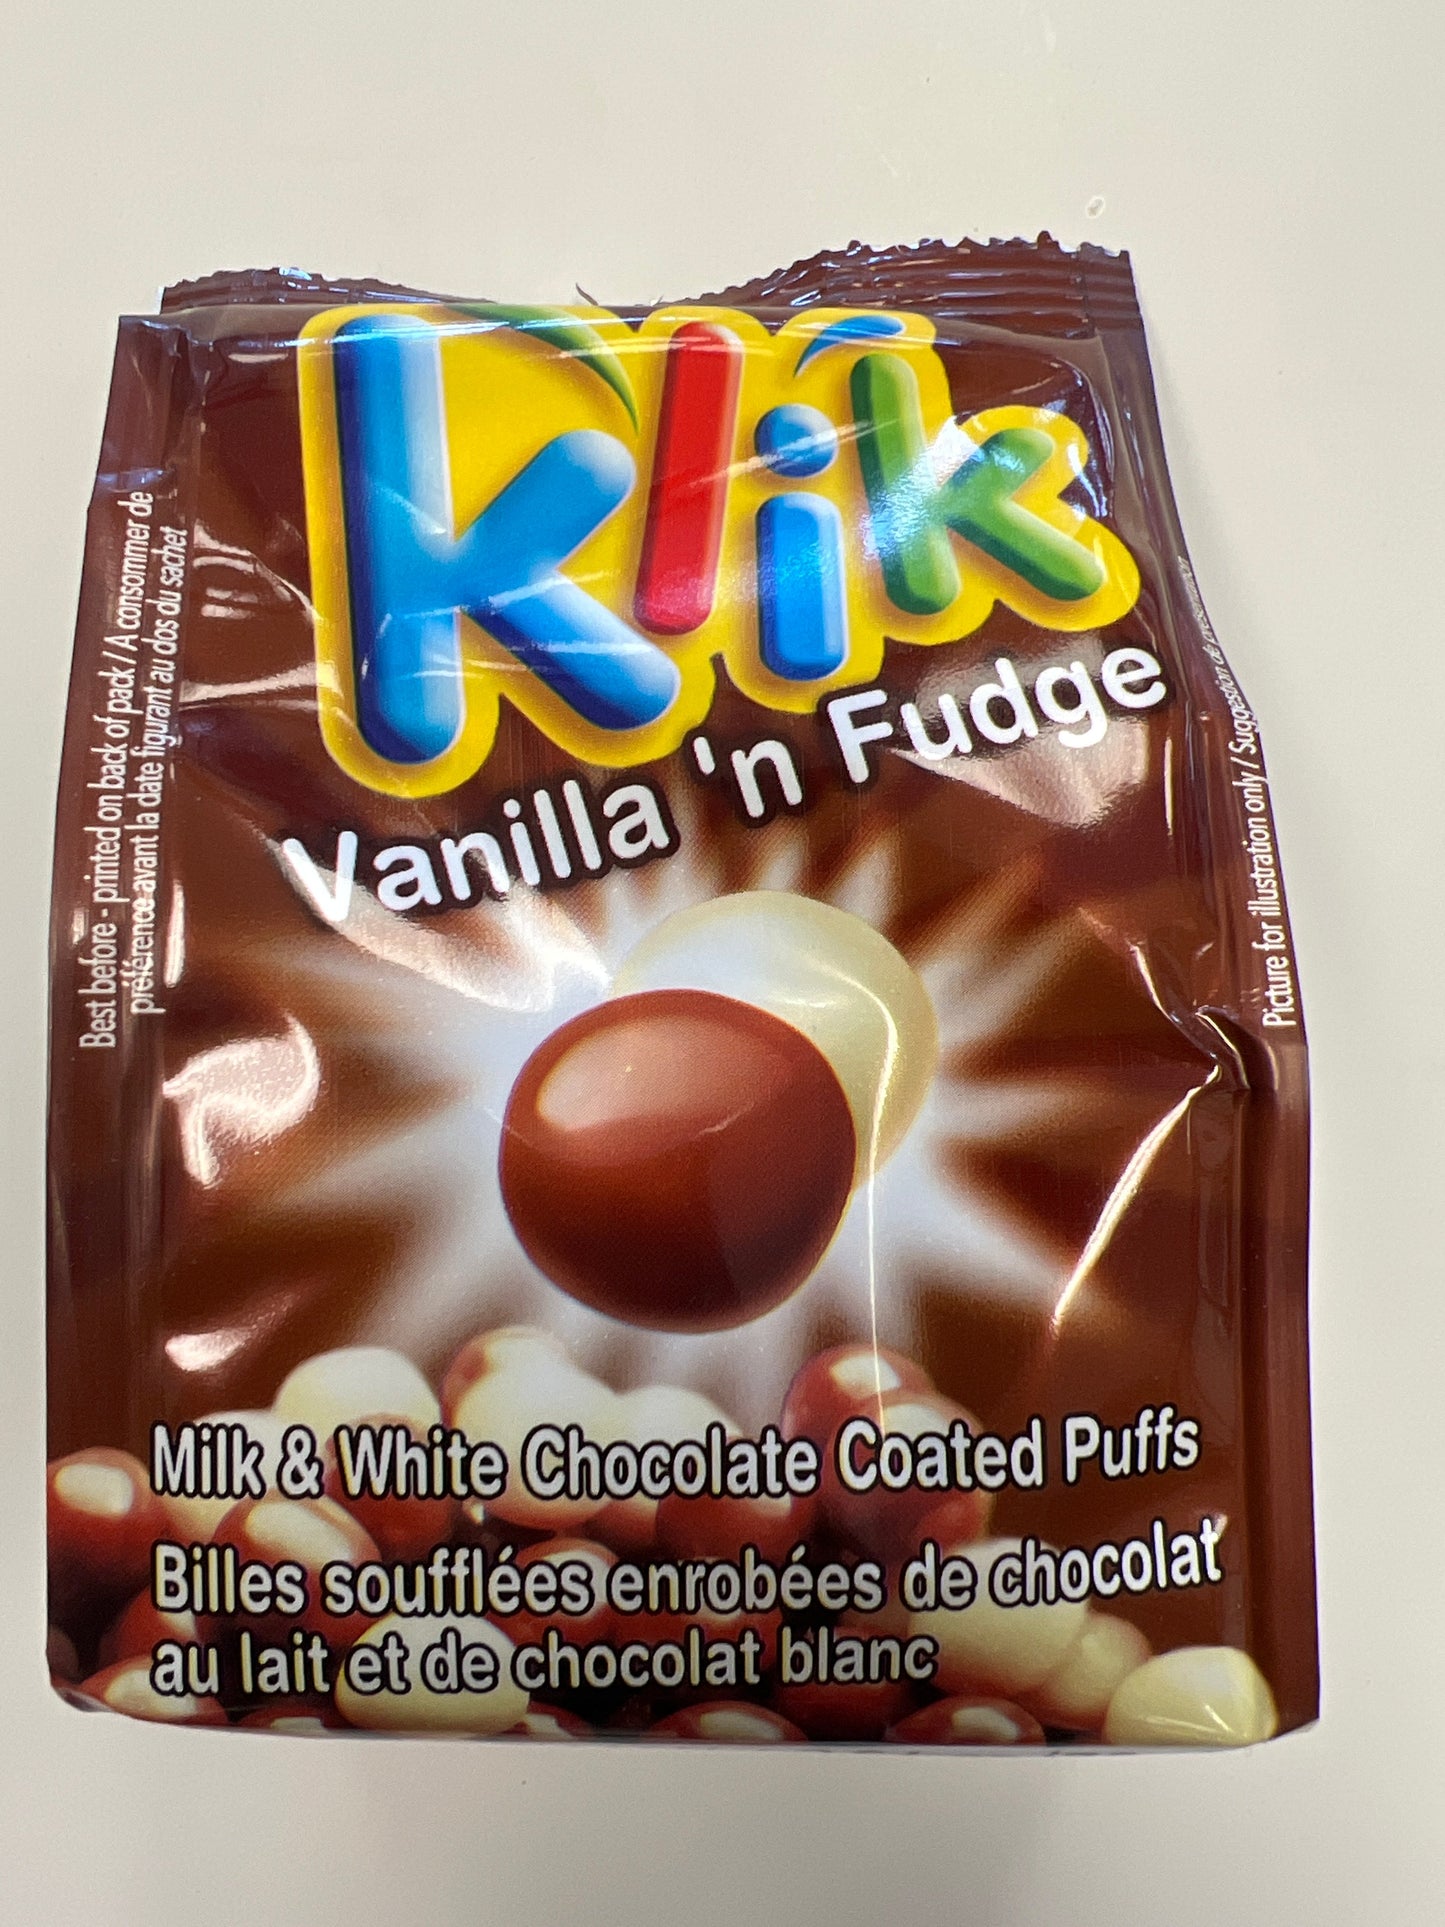 klik
Vanilla 'n Fudge
Best before - printed on back of pack / A consommer de
préférence avant la date figurant au dos du sachet
Picture for illustration only / Suggestion de présentation
Milk & White Chocolate Coated Puffs
Billes soufflées enrobées de chocolat
au lait et de chocolat blanc